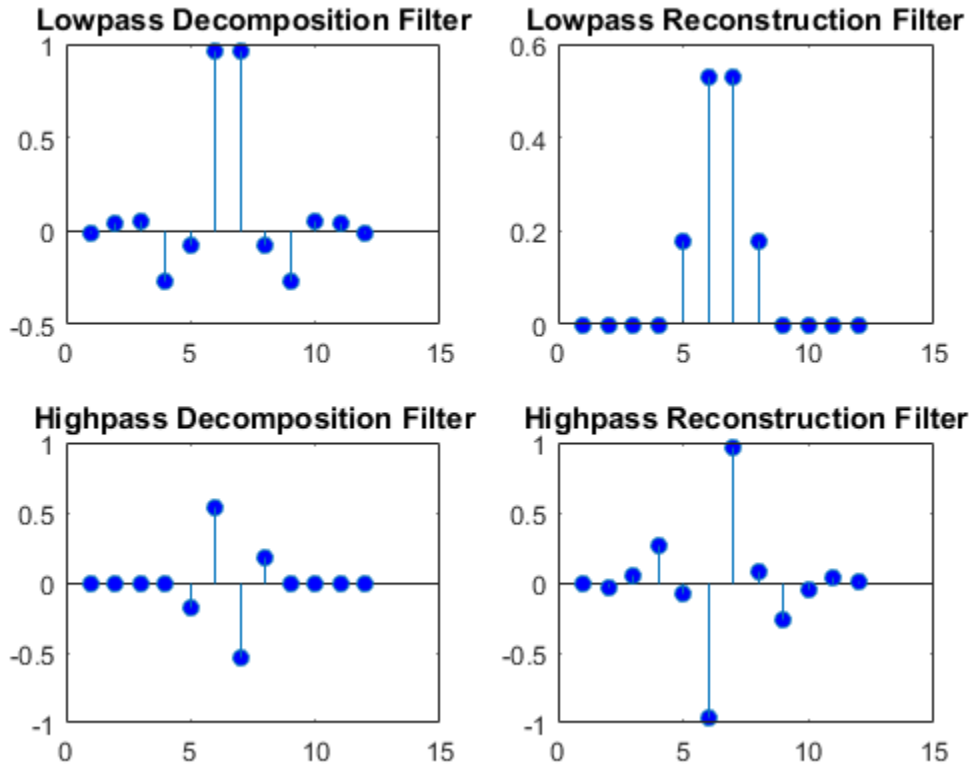 Lowpass Decomposition Filter
1
0.5
0
-0.5
0 5 10 15
Lowpass Reconstruction Filter
0.6
0.4
0.2
0
0 5 10 15
Highpass Decomposition Filter
1
0.5
0
-0.5
-1
0 5 10 15
Highpass Reconstruction Filter
1
0.5
0
-0.5
-1
0 5 10 15